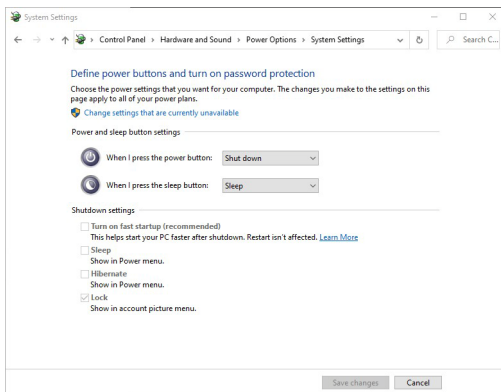 System Settings
Control Panel > Hardware and Sound > Power Options > System Settings
Search C...
Define power buttons and turn on password protection
Choose the power settings that you want for your computer. The changes you make to the settings on this
page apply to all of your power plans.
Change settings that are currently unavailable
Power and sleep button settings
When I press the power button: Shut down
When I press the sleep button: Sleep
Shutdown settings
Turn on fast startup (recommended)
This helps start your PC faster after shutdown. Restart isn't affected. Learn More
Sleep
Show in Power menu.
Hibernate
Show in Power menu.
Lock
Show in account picture menu.
Save changes Cancel